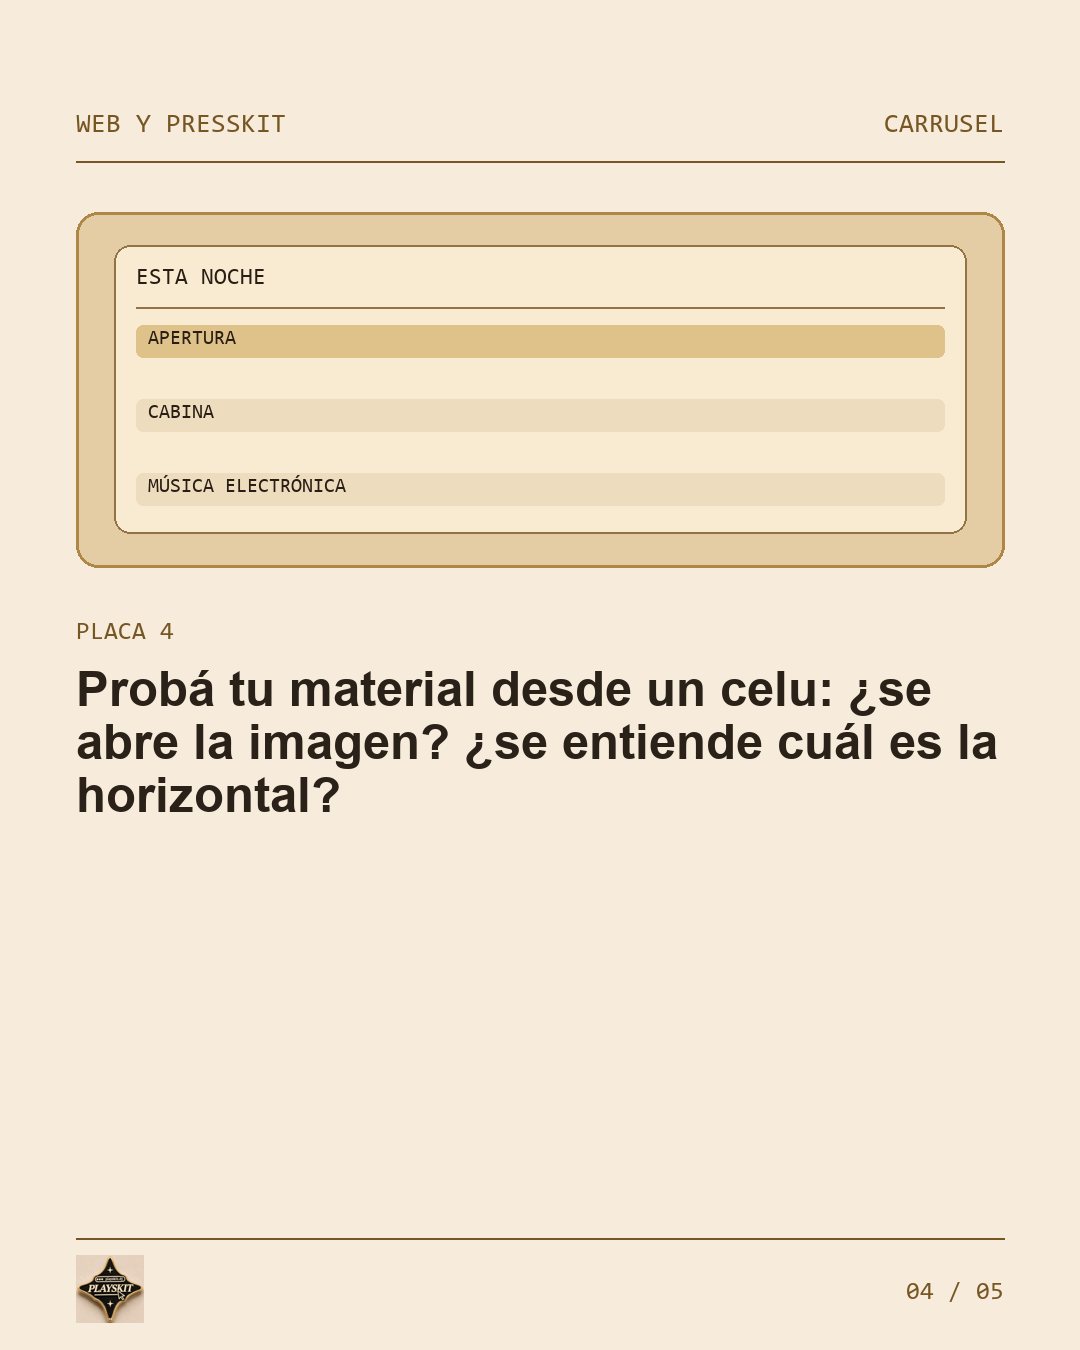 WEB Y PRESSKIT
CARRUSEL
ESTA NOCHE
APERTURA
CABINA
MÚSICA ELECTRÓNICA
PLACA 4
Probá tu material desde un celu: ¿se
abre la imagen? ¿se entiende cuál es la
horizontal?
PLAYSKIT
04 / 05